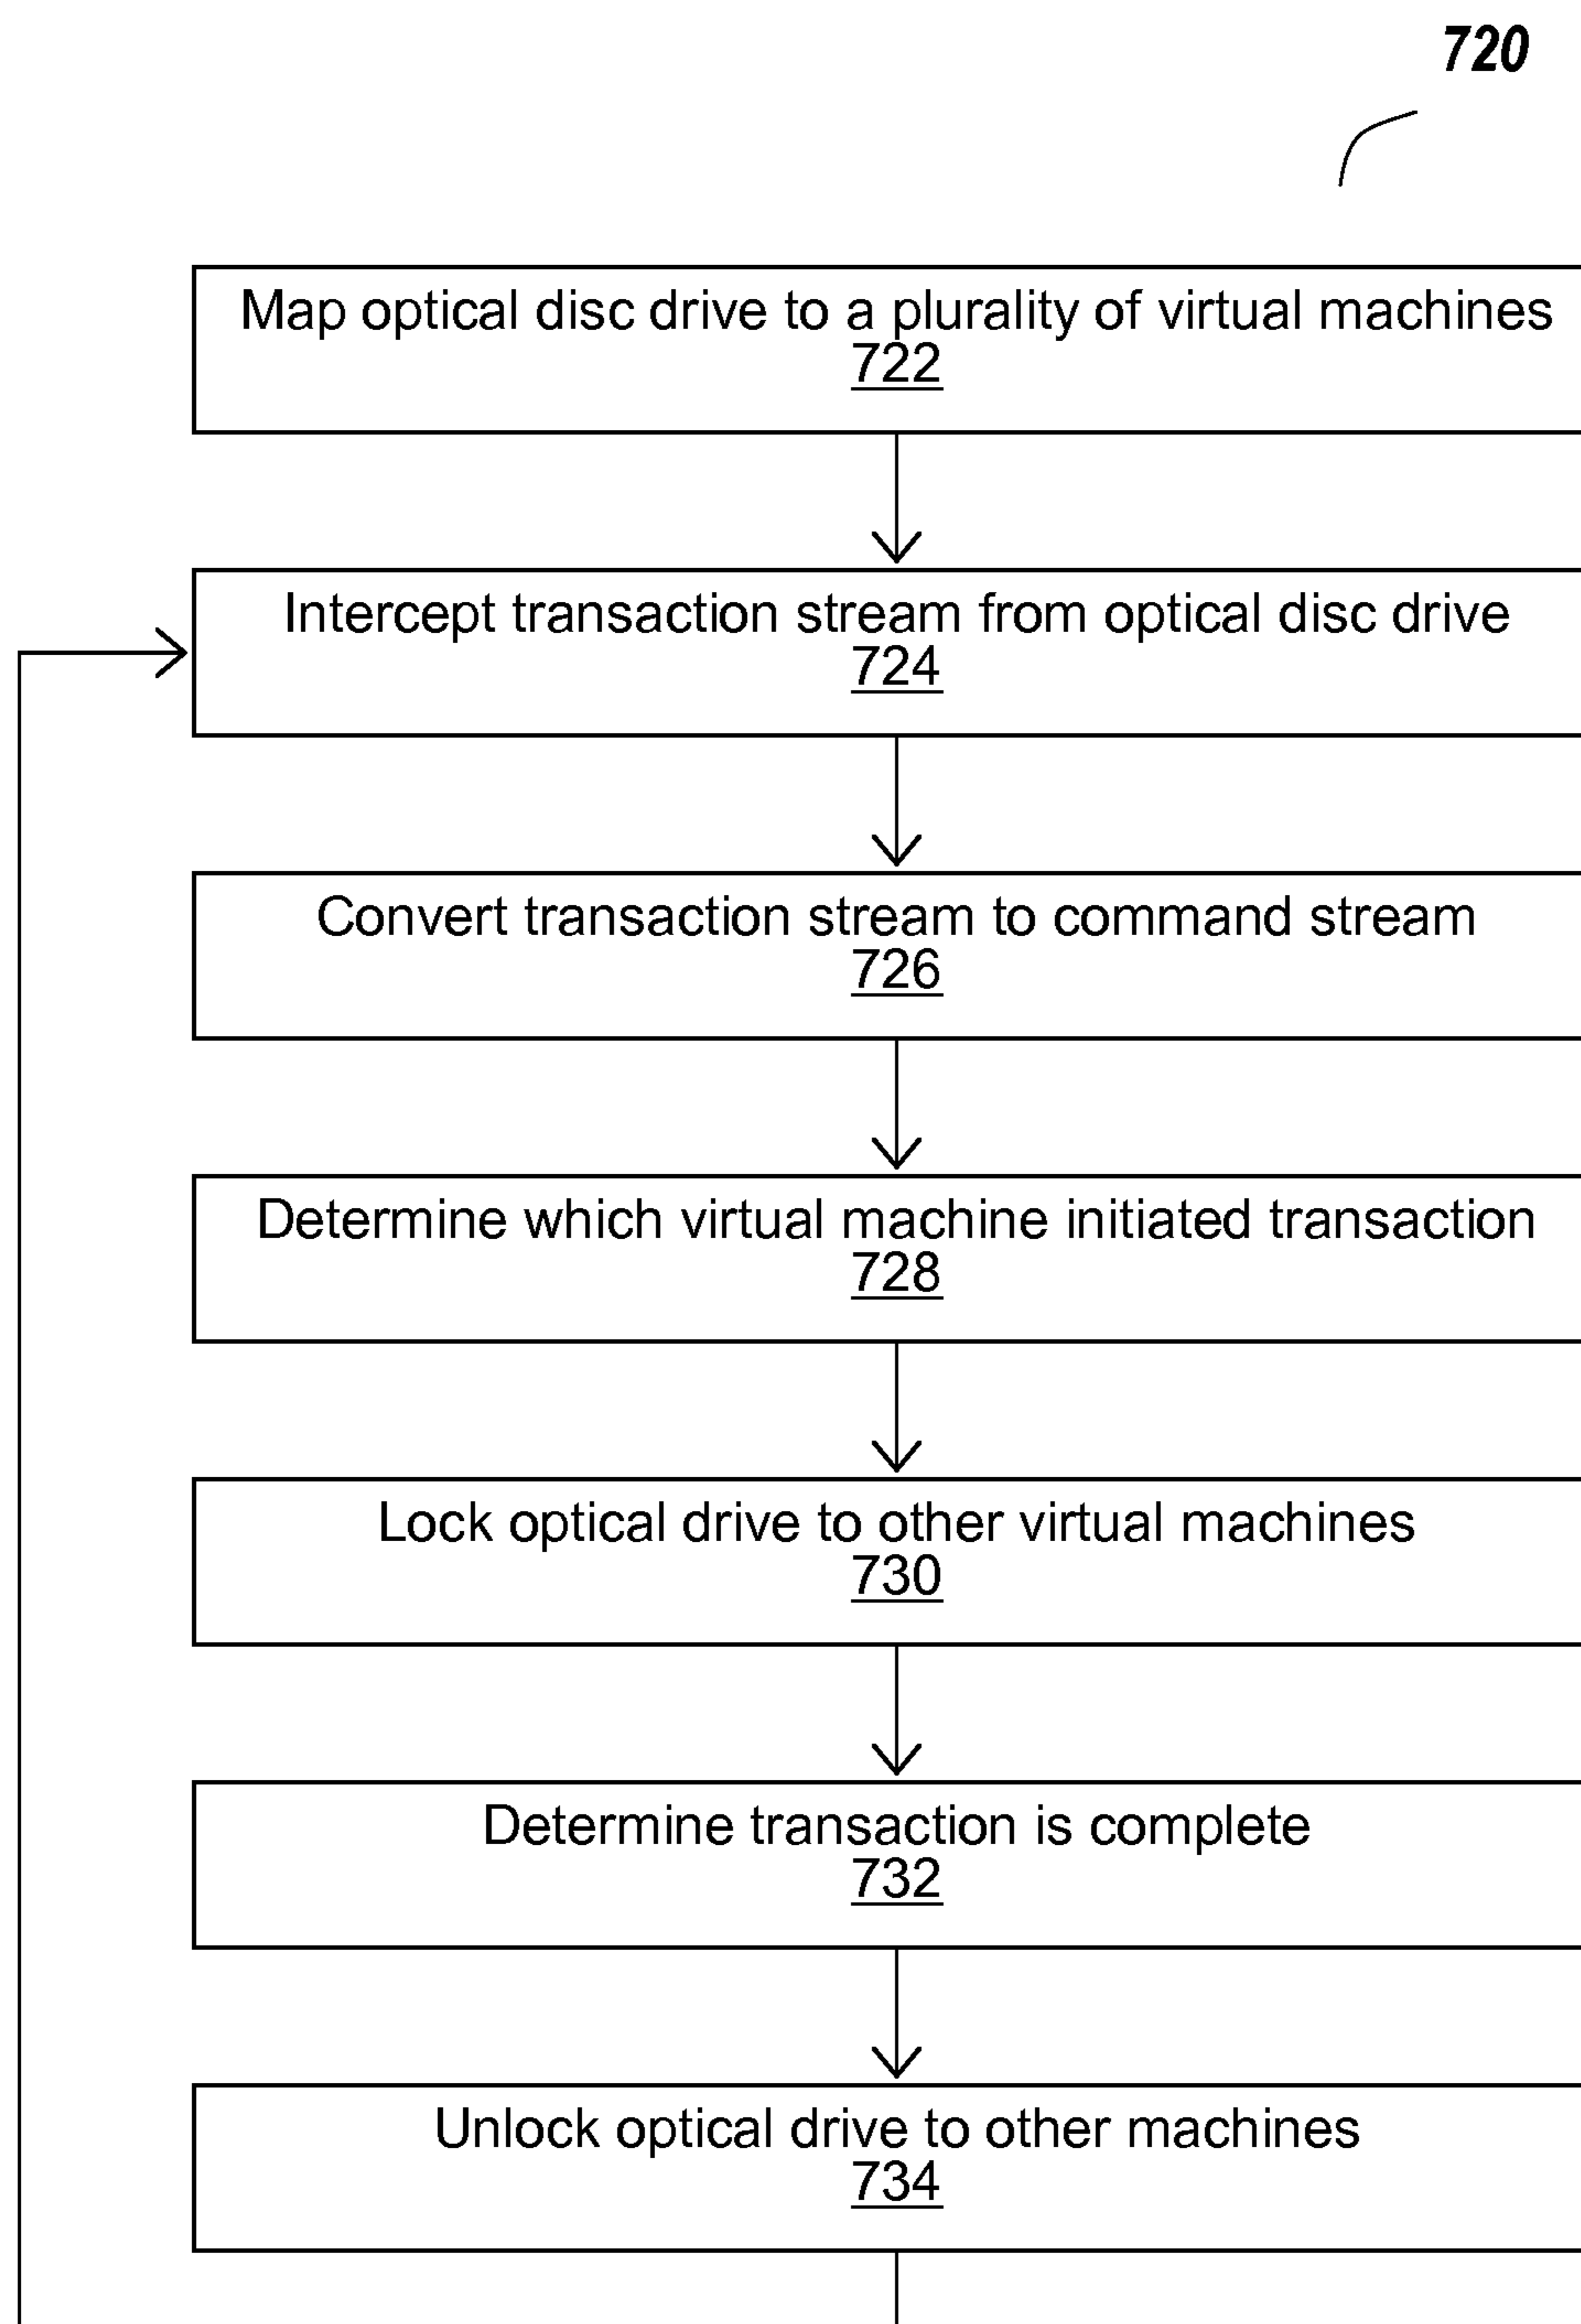 720
Map optical disc drive to a plurality of virtual machines
722
Intercept transaction stream from optical disc drive
724
Convert transaction stream to command stream
726
Determine which virtual machine initiated transaction
728
Lock optical drive to other virtual machines
730
Determine transaction is complete
732
Unlock optical drive to other machines
734